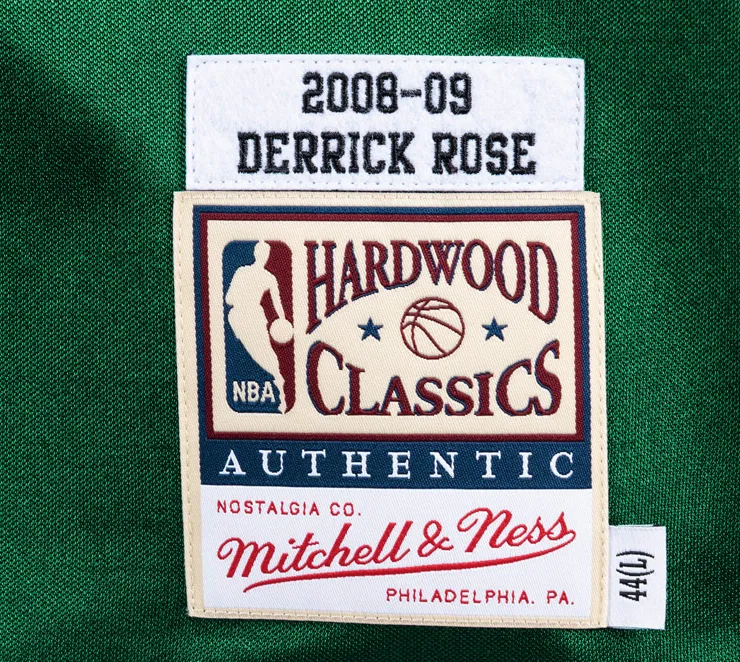 2008-09
DERRICK ROSE
HARDWOOD
CLASSICS
NBA
AUTHENTIC
NOSTALGIA CO.
Mitchell & Ness
PHILADELPHIA. PA.
44(L)